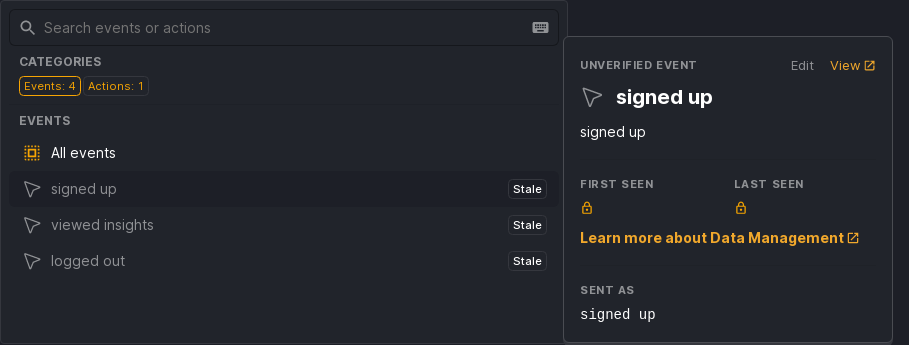 Search events or actions
CATEGORIES
Events: 4 Actions: 1
EVENTS
All events
signed up Stale
viewed insights Stale
logged out Stale
UNVERIFIED EVENT Edit View
signed up
signed up
FIRST SEEN LAST SEEN
Learn more about Data Management
SENT AS
signed up